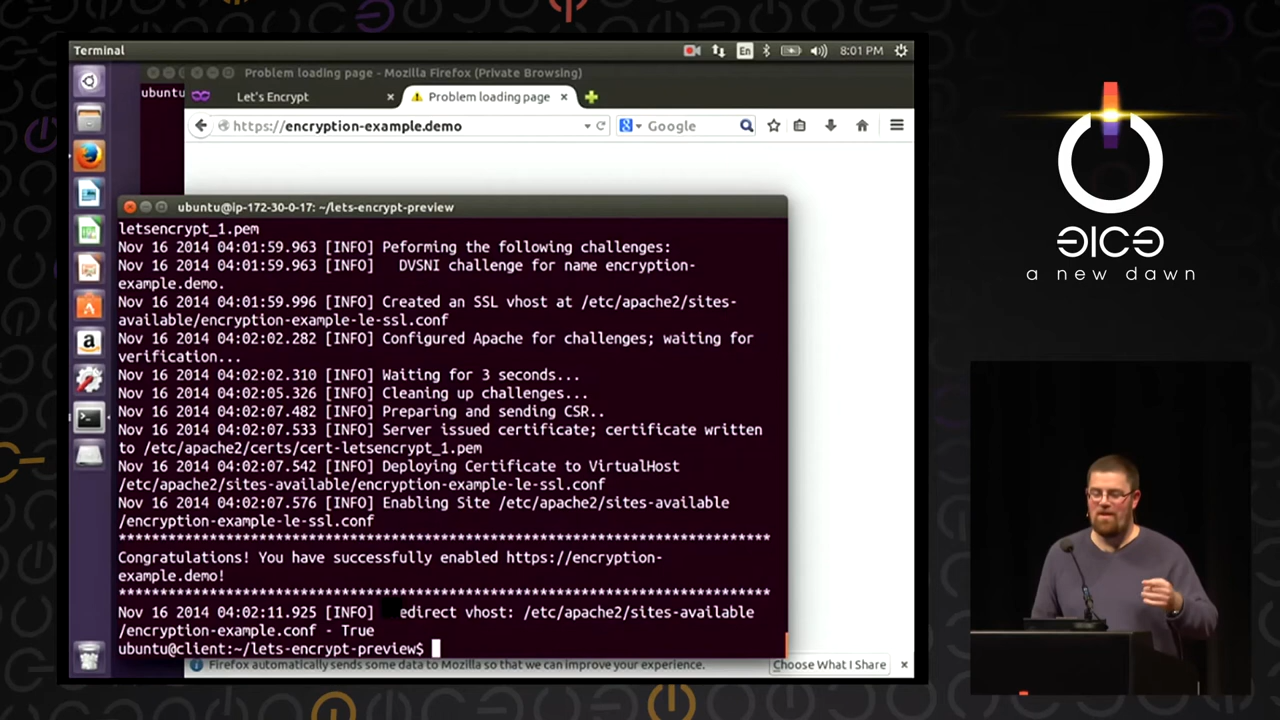 Terminal
En
8:01 PM
Problem loading page - Mozilla Firefox (Private Browsing)
ubuntu
Let's Encrypt
Problem loading page
https://encryption-example.demo
Google
ubuntu@ip-172-30-0-17: ~/lets-encrypt-preview
letsencrypt_1.pem
Nov 16 2014 04:01:59.963 [INFO] Peforming the following challenges:
Nov 16 2014 04:01:59.963 [INFO]   DVSNI challenge for name encryption-
example.demo.
Nov 16 2014 04:01:59.996 [INFO] Created an SSL vhost at /etc/apache2/sites-
available/encryption-example-le-ssl.conf
Nov 16 2014 04:02:02.282 [INFO] Configured Apache for challenges; waiting for
verification...
Nov 16 2014 04:02:02.310 [INFO] Waiting for 3 seconds...
Nov 16 2014 04:02:05.326 [INFO] Cleaning up challenges...
Nov 16 2014 04:02:07.482 [INFO] Preparing and sending CSR..
Nov 16 2014 04:02:07.533 [INFO] Server issued certificate; certificate written
to /etc/apache2/certs/cert-letsencrypt_1.pem
Nov 16 2014 04:02:07.542 [INFO] Deploying Certificate to VirtualHost
/etc/apache2/sites-available/encryption-example-le-ssl.conf
Nov 16 2014 04:02:07.576 [INFO] Enabling Site /etc/apache2/sites-available
/encryption-example-le-ssl.conf
*******************************************************************************
Congratulations! You have successfully enabled https://encryption-
example.demo!
*******************************************************************************
Nov 16 2014 04:02:11.925 [INFO] edirect vhost: /etc/apache2/sites-available
/encryption-example.conf - True
ubuntu@client:~/lets-encrypt-preview$
Firefox automatically sends some data to Mozilla so that we can improve your experience.
Choose What I Share
a new dawn